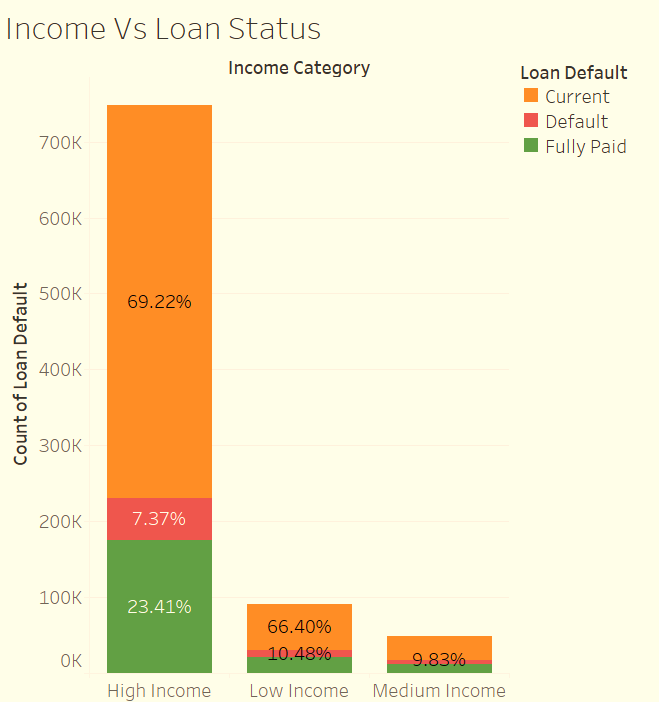 Income Vs Loan Status
Income Category
Loan Default
Current
Default
Fully Paid
Count of Loan Default
700K
600K
500K
400K
300K
200K
100K
0K
69.22%
7.37%
23.41%
66.40%
10.48%
9.83%
High Income
Low Income
Medium Income